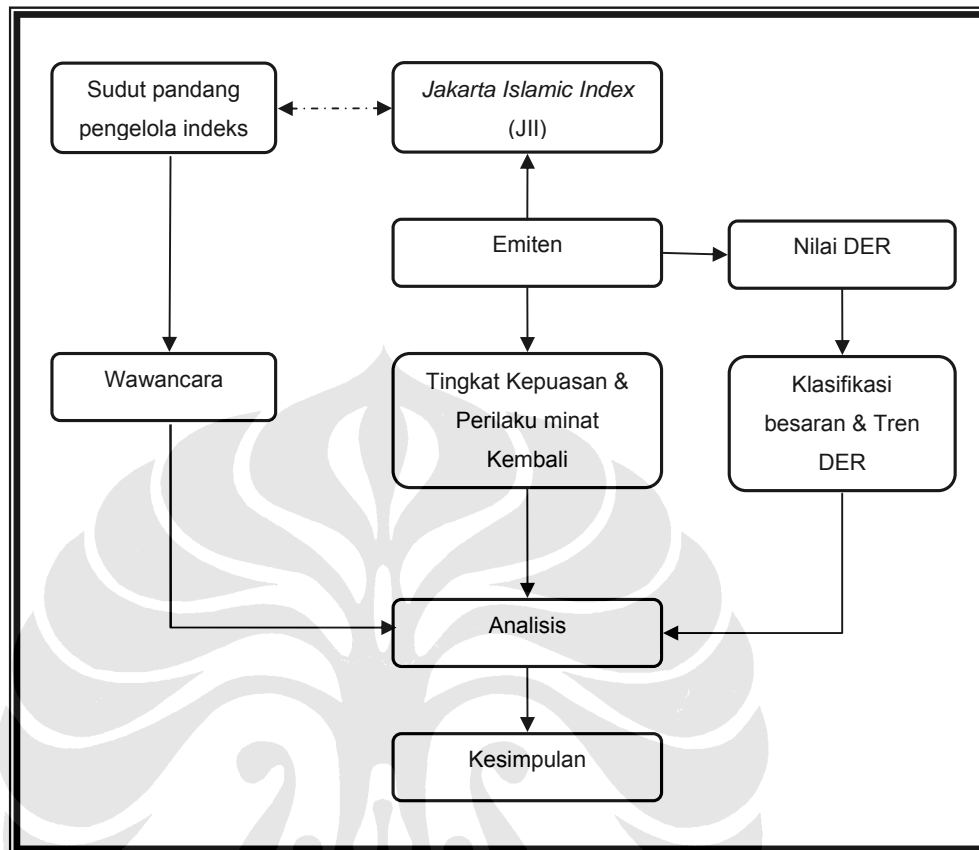 Sudut pandang
pengelola indeks
Jakarta Islamic Index
(JII)
Emiten
Nilai DER
Wawancara
Tingkat Kepuasan &
Perilaku minat
Kembali
Klasifikasi
besaran & Tren
DER
Analisis
Kesimpulan